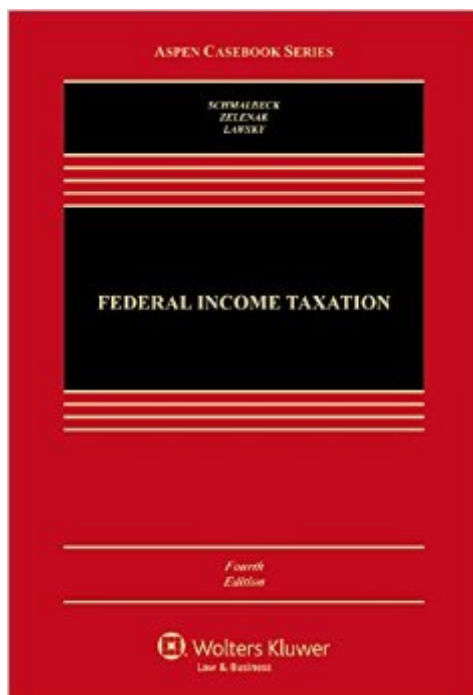 ASPEN CASEBOOK SERIES
SCHMALBECK
ZELENAK
LAWSKY
FEDERAL INCOME TAXATION
Fourth
Edition
Wolters Kluwer
Law & Business